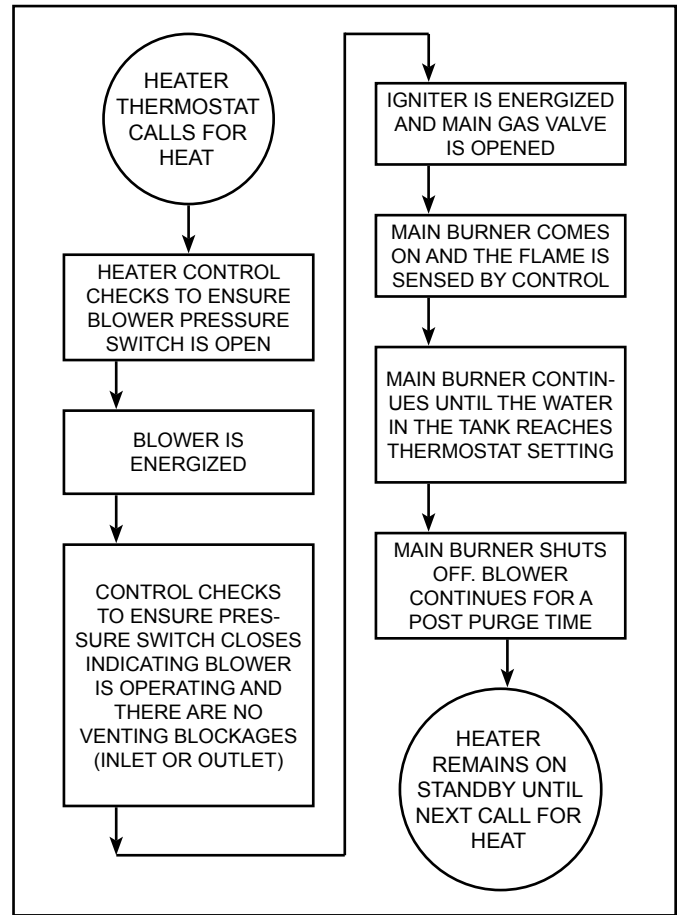 HEATER
THERMOSTAT
CALLS FOR
HEAT
HEATER CONTROL
CHECKS TO ENSURE
BLOWER PRESSURE
SWITCH IS OPEN
BLOWER IS
ENERGIZED
CONTROL CHECKS
TO ENSURE PRES-
SURE SWITCH CLOSES
INDICATING BLOWER
IS OPERATING AND
THERE ARE NO
VENTING BLOCKAGES
(INLET OR OUTLET)
IGNITER IS ENERGIZED
AND MAIN GAS VALVE
IS OPENED
MAIN BURNER COMES
ON AND THE FLAME IS
SENSED BY CONTROL
MAIN BURNER CONTIN-
UES UNTIL THE WATER
IN THE TANK REACHES
THERMOSTAT SETTING
MAIN BURNER SHUTS
OFF. BLOWER
CONTINUES FOR A
POST PURGE TIME
HEATER
REMAINS ON
STANDBY UNTIL
NEXT CALL FOR
HEAT